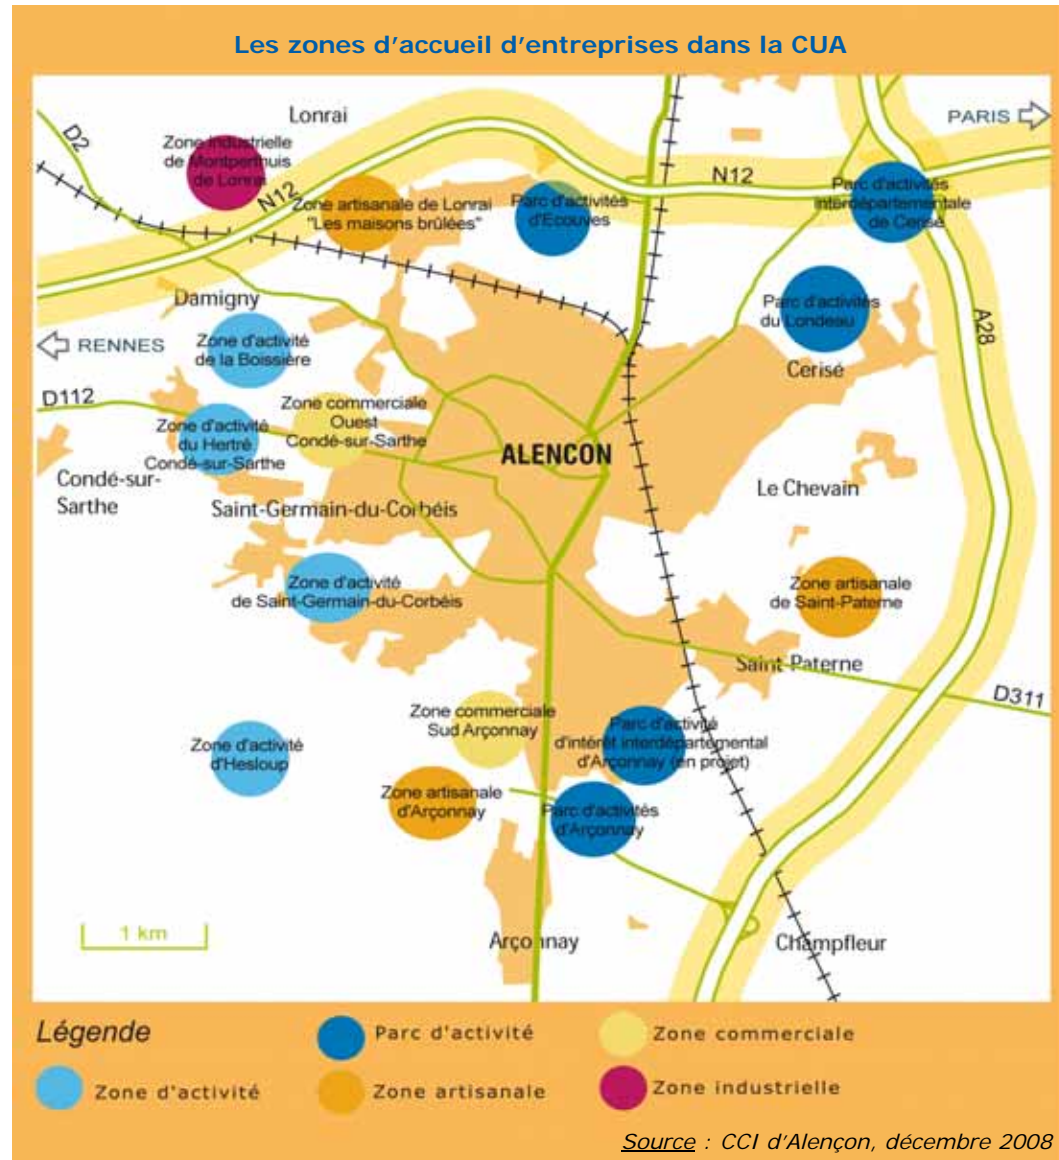 Les zones d'accueil d'entreprises dans la CUA
Lonrai
PARIS
D2
Zone industrielle
de Montperthuis
de Lonrai
N12
N12
Zone artisanale de Lonrai
"Les maisons brûlées"
Parc d'activités
d'Ecouves
Parc d'activités
interdépartementale
de Cerisé
Damigny
Parc d'activités
du Londeau
A28
RENNES
Zone d'activité
de la Boissière
Cerisé
D112
Zone commerciale
Ouest
Condé-sur-Sarthe
Zone d'activité
du Hertré
Condé-sur-Sarthe
ALENCON
Condé-sur-
Sarthe
Saint-Germain-du-Corbéis
Le Chevain
Zone d'activité
de Saint-Germain-du-Corbéis
Zone artisanale
de Saint-Paterne
Saint-Paterne
D311
Zone commerciale
Sud Arçonnay
Parc d'activité
d'intérêt interdépartemental
d'Arçonnay (en projet)
Zone d'activité
d'Hesloup
Zone artisanale
d'Arçonnay
Parc d'activités
d'Arçonnay
1 km
Arçonnay
Champfleur
Légende
Parc d'activité
Zone commerciale
Zone d'activité
Zone artisanale
Zone industrielle
Source : CCI d'Alençon, décembre 2008